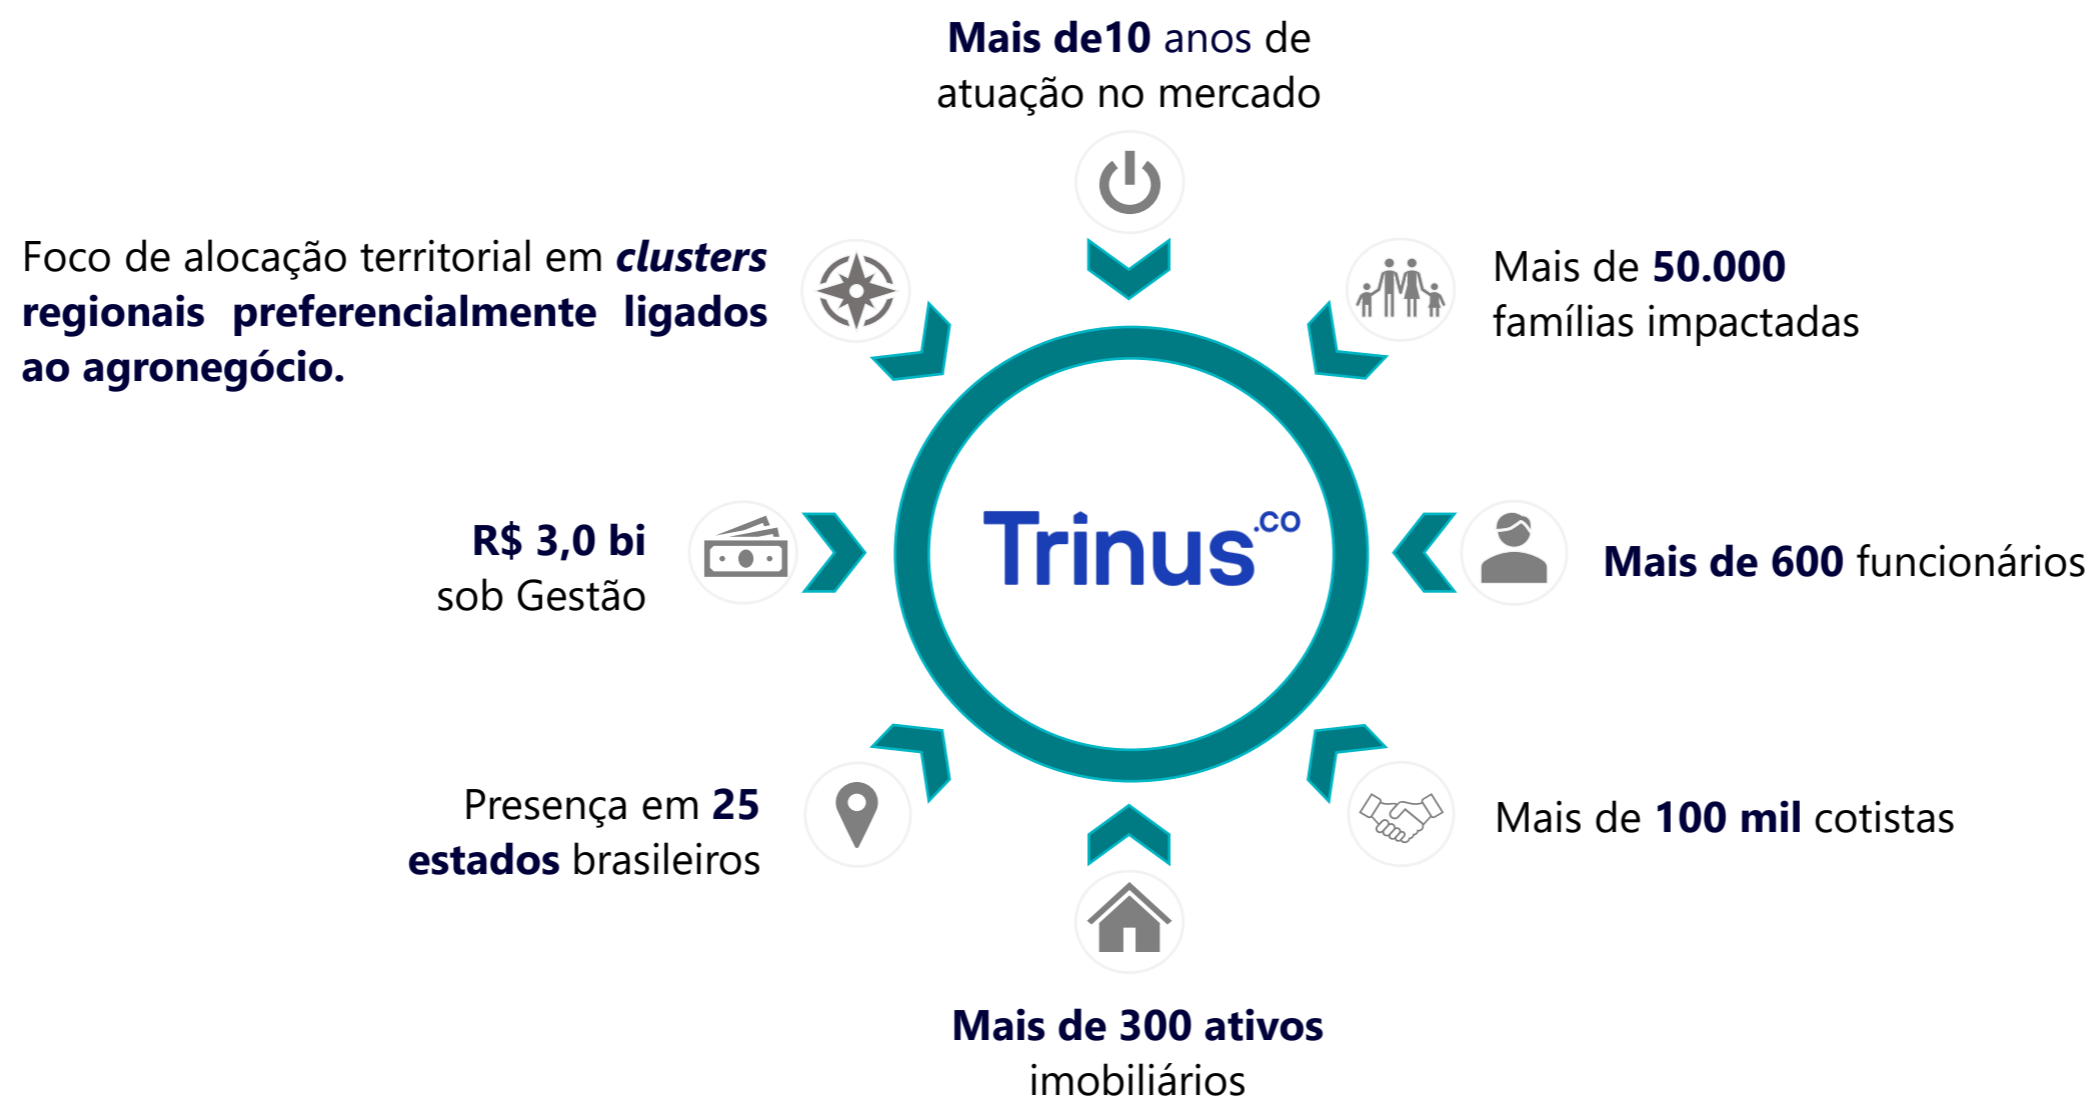 Mais de10 anos de
atuação no mercado
Foco de alocação territorial em clusters
regionais preferencialmente ligados
ao agronegócio.
Mais de 50.000
famílias impactadas
R$ 3,0 bi
sob Gestão
Trinus.co
Mais de 600 funcionários
Presença em 25
estados brasileiros
Mais de 100 mil cotistas
Mais de 300 ativos
imobiliários